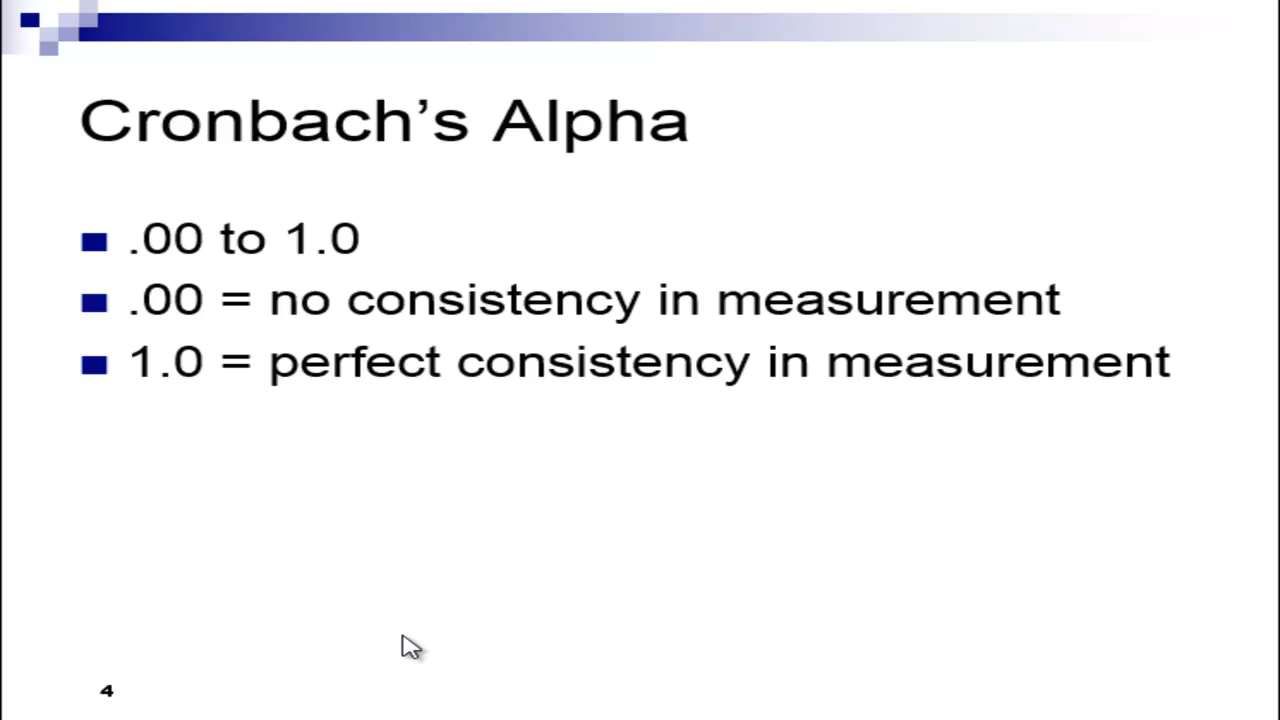 Cronbach’s Alpha
.00 to 1.0
.00 = no consistency in measurement
1.0 = perfect consistency in measurement
4